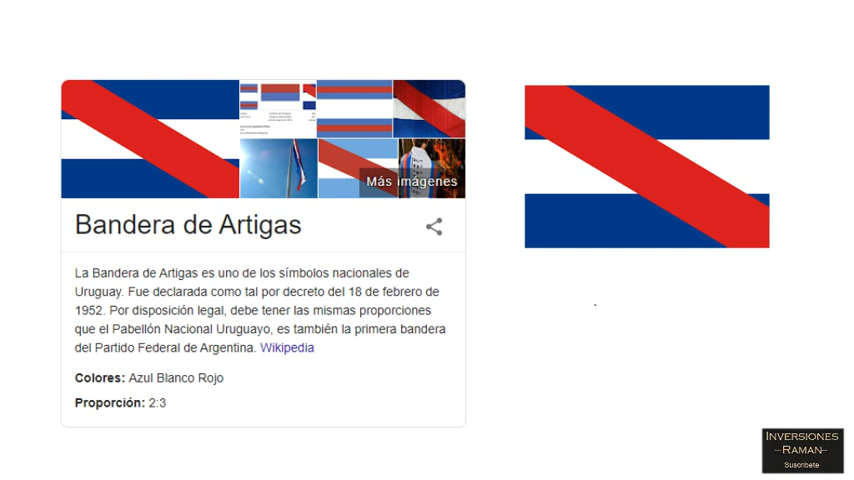 Más imágenes
Bandera de Artigas
La Bandera de Artigas es uno de los símbolos nacionales de
Uruguay. Fue declarada como tal por decreto del 18 de febrero de
1952. Por disposición legal, debe tener las mismas proporciones
que el Pabellón Nacional Uruguayo, es también la primera bandera
del Partido Federal de Argentina. Wikipedia
Colores: Azul Blanco Rojo
Proporción: 2:3
INVERSIONES
–RAMAN–
Suscribete